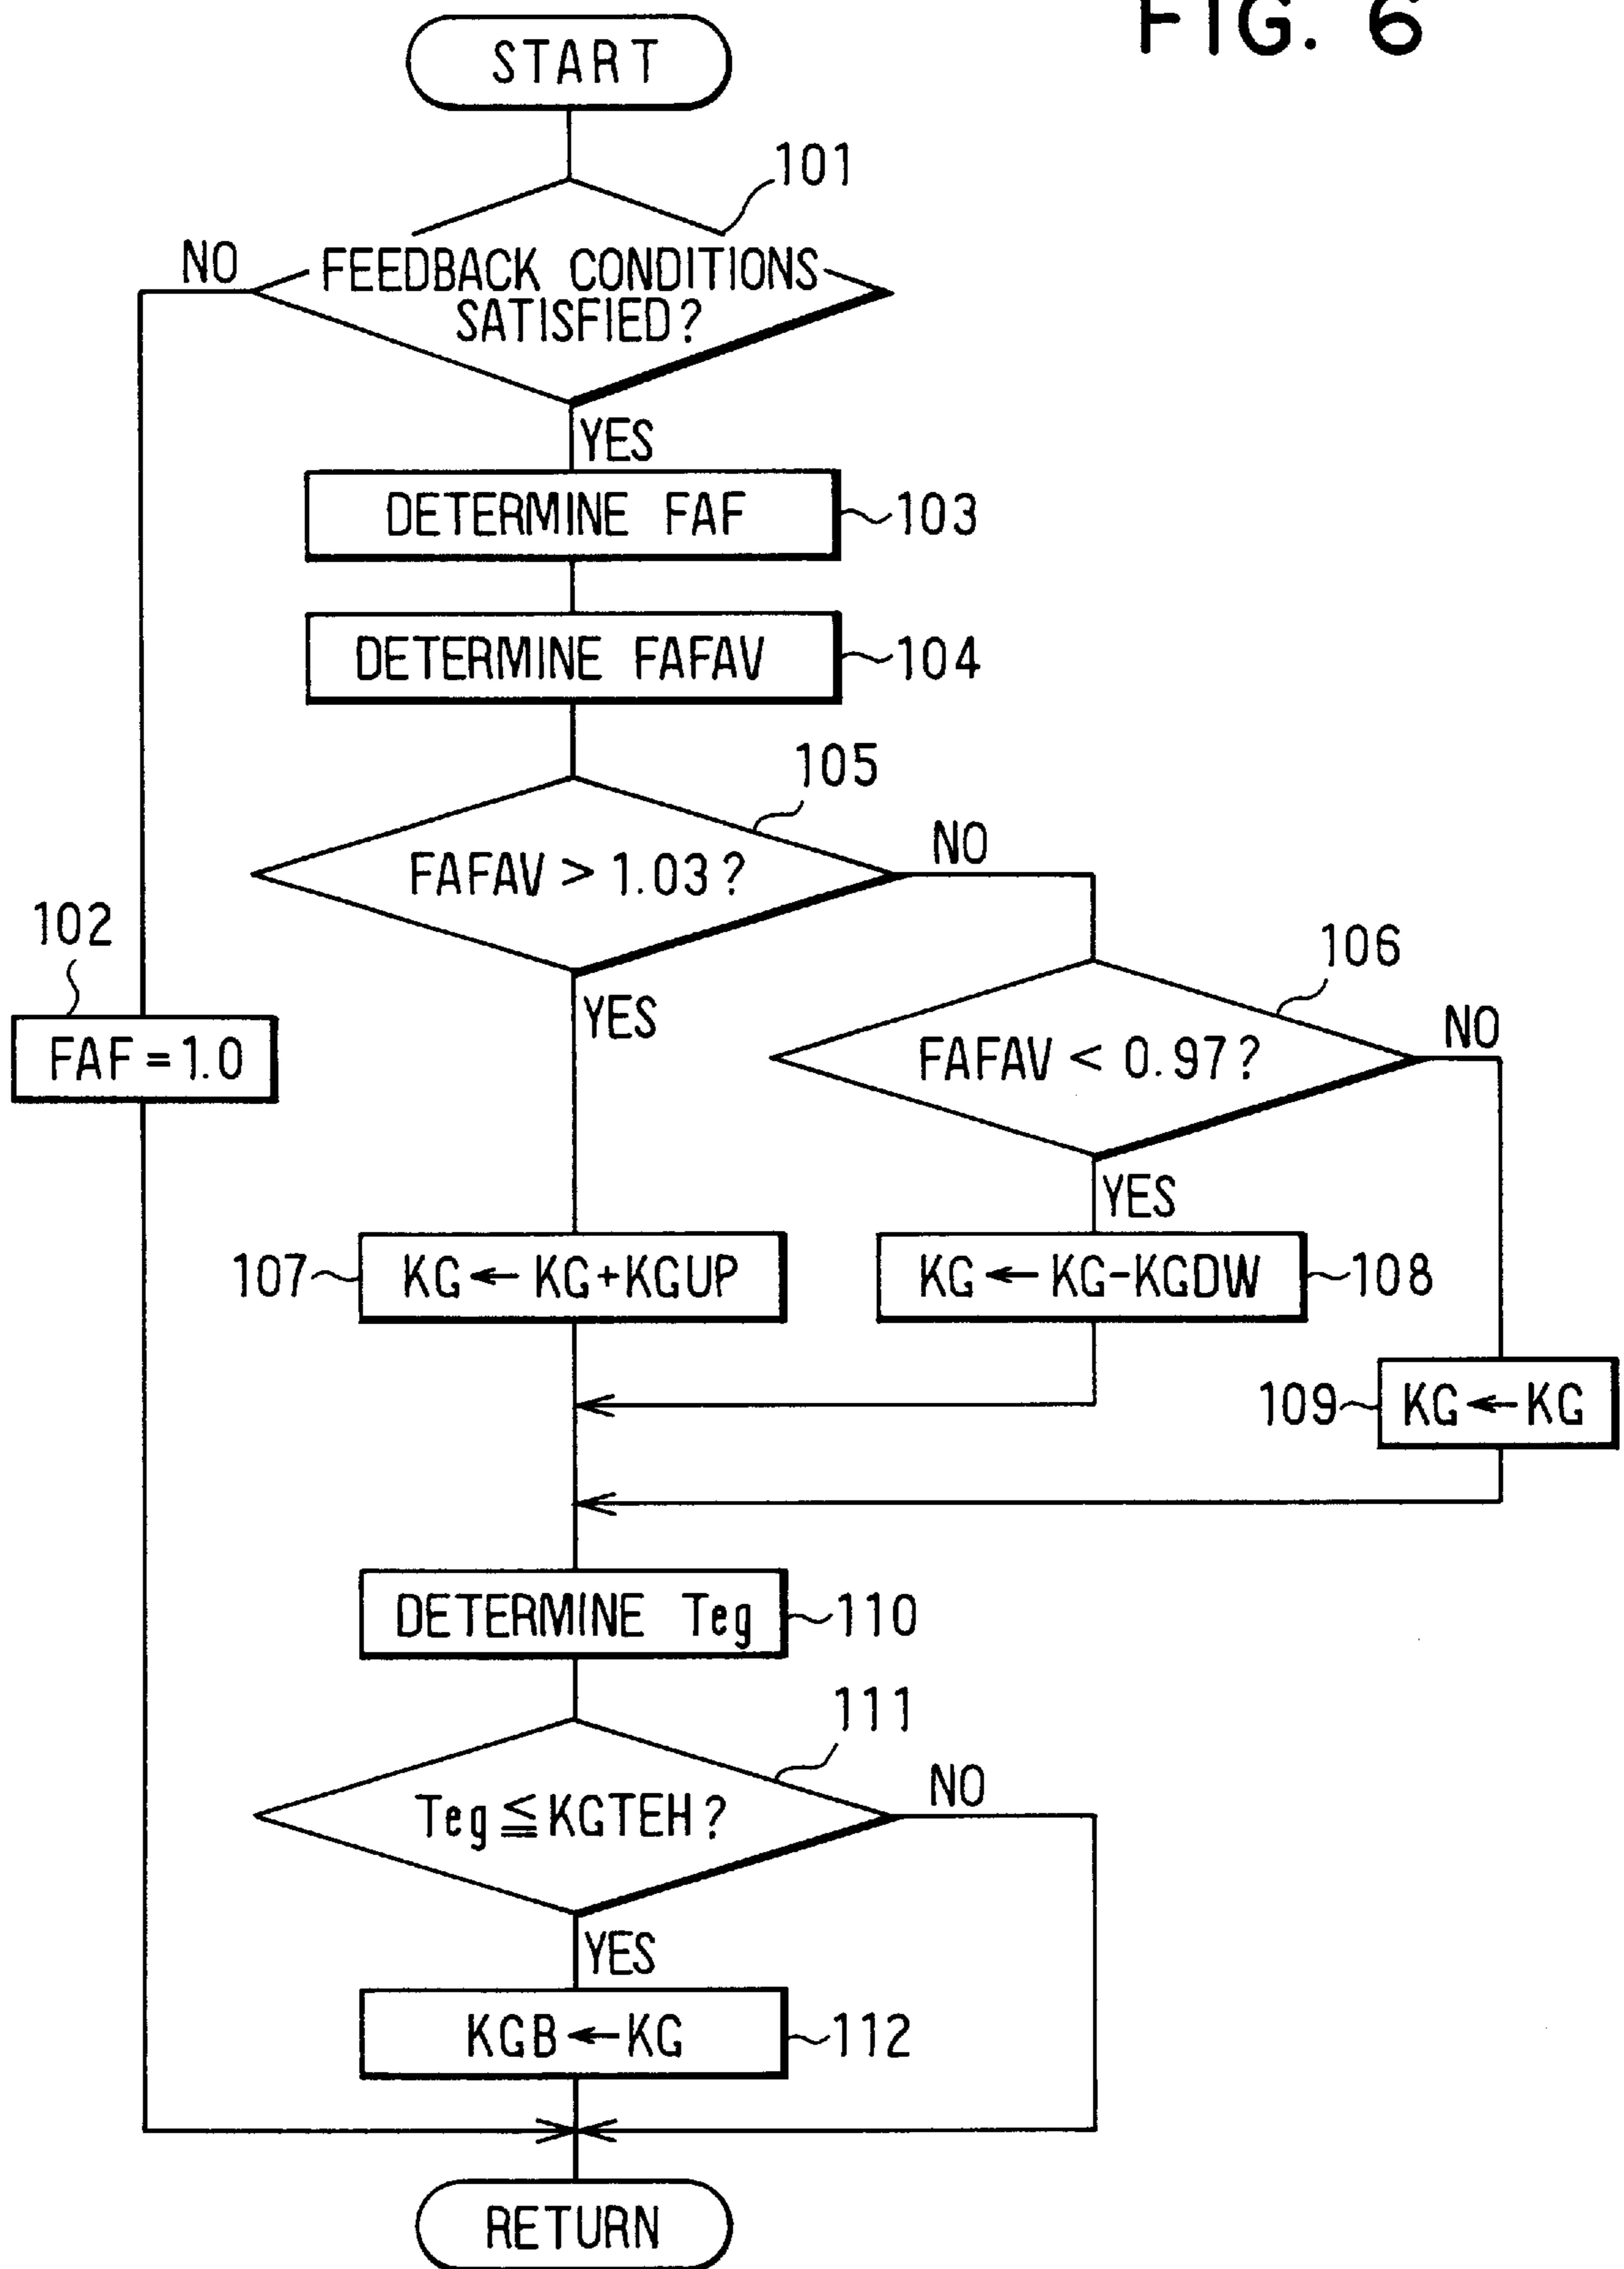 FIG. 6
START
101
NO
FEEDBACK CONDITIONS
SATISFIED?
YES
DETERMINE FAF
103
DETERMINE FAFAV
104
105
FAFAV > 1.03?
NO
102
FAF = 1.0
YES
106
FAFAV < 0.97?
NO
YES
107
KG ← KG+KGUP
KG ← KG-KGDW
108
109
KG ← KG
DETERMINE Teg
110
111
Teg ≦ KGTEH?
NO
YES
KGB ← KG
112
RETURN